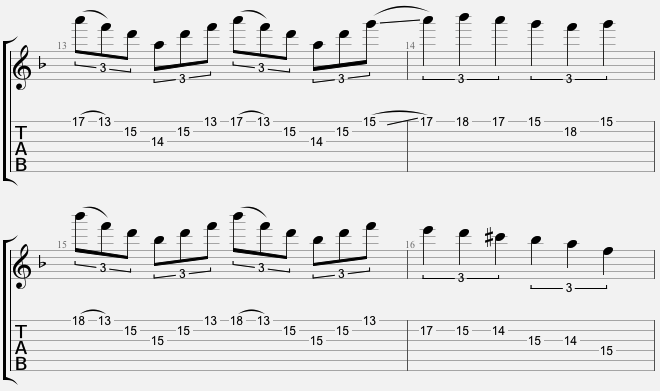 13 14
3 3 3 3 3 3
17 13 13 17 13 15 17 18 17 15 15
T 15 15 15 15 18
A 14 14
B
15 16
3 3 3 3 3 3
18 13 13 18 13 13
T 15 15 15 15 17 15 14
A 15 15 15 14
B 15